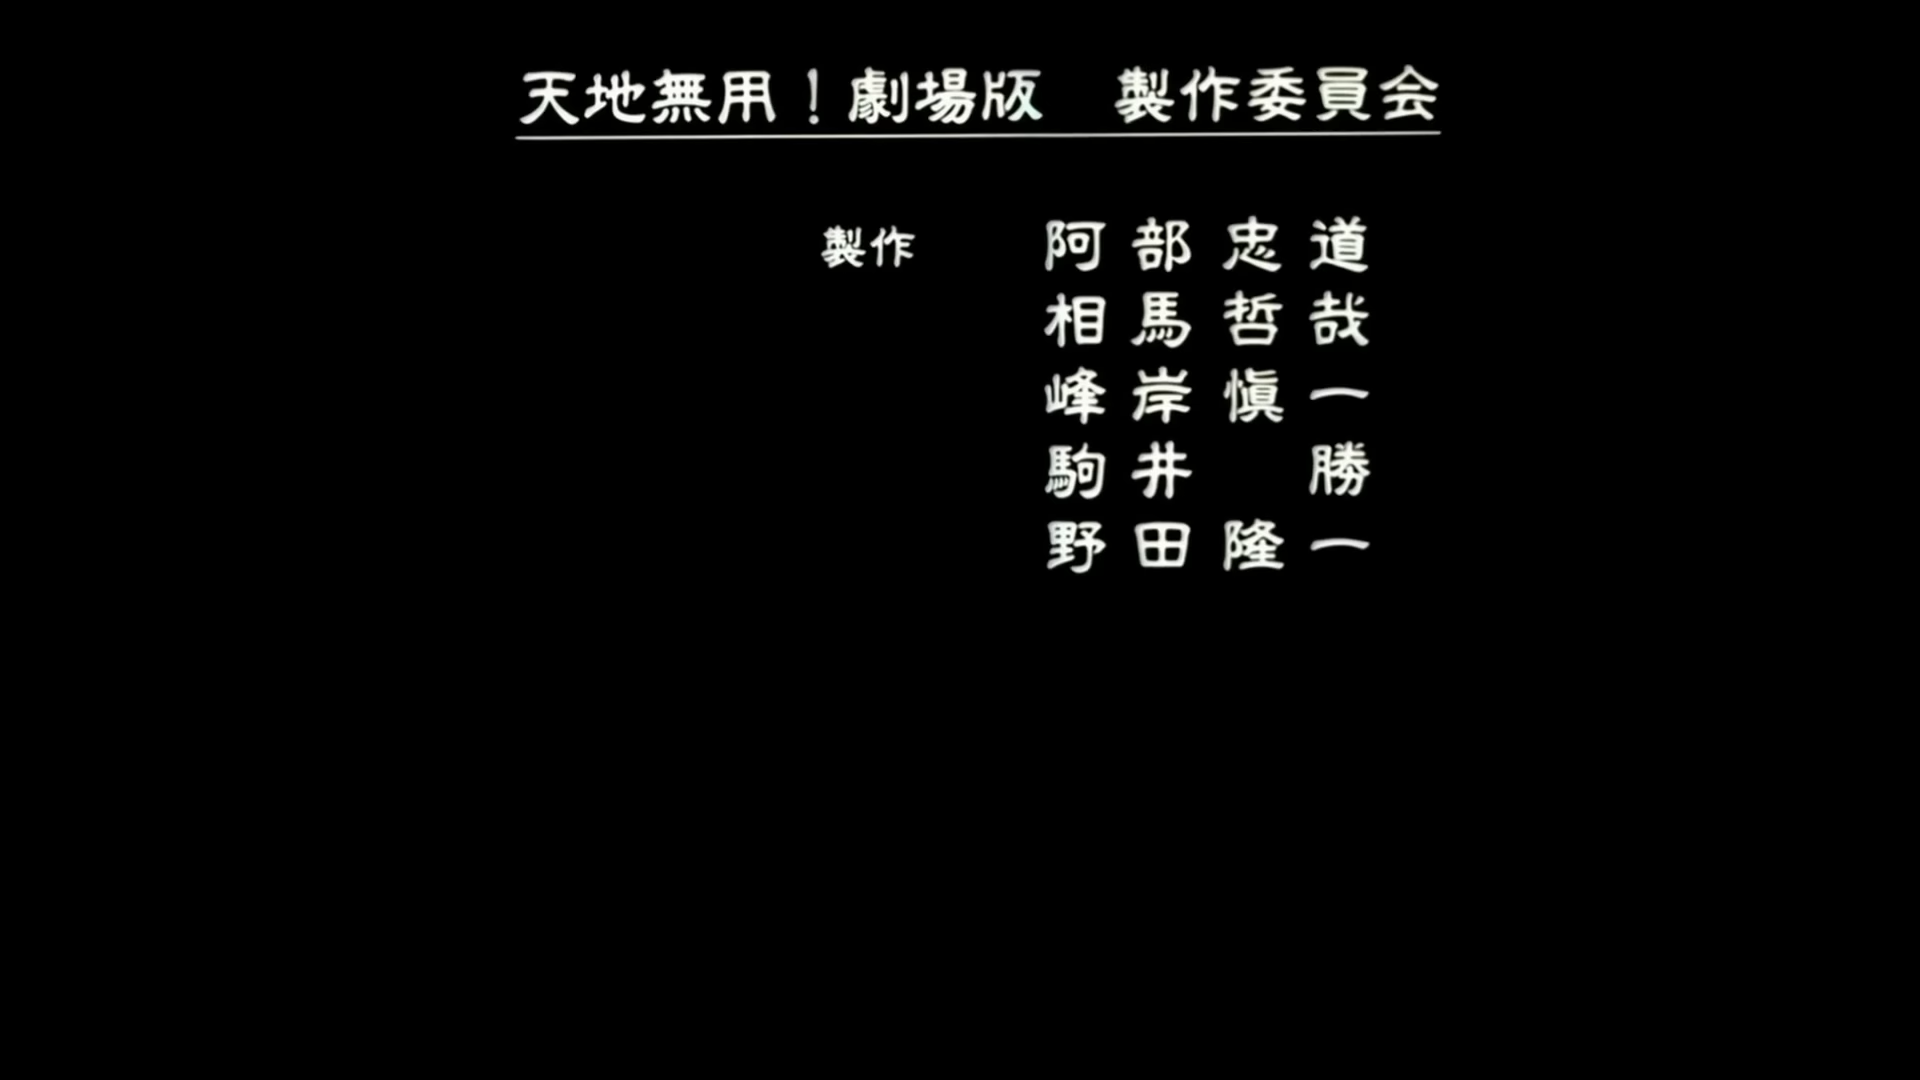 天地無用！劇場版　製作委員会
製作　阿部忠道
相馬哲哉
峰岸愼一
駒井　勝
野田隆一